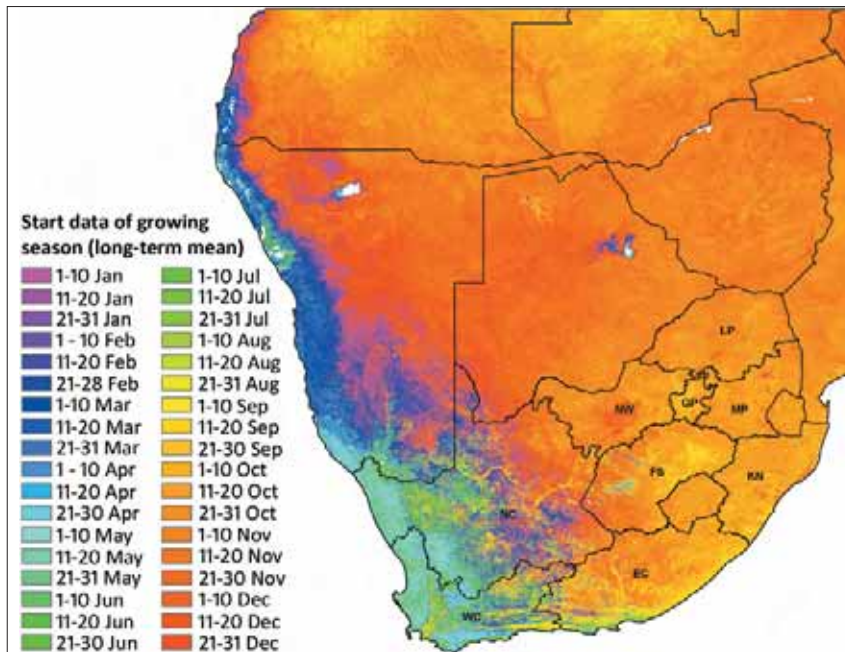 Start data of growing
season (long-term mean)
1-10 Jan
11-20 Jan
21-31 Jan
1 - 10 Feb
11-20 Feb
21-28 Feb
1-10 Mar
11-20 Mar
21-31 Mar
1 - 10 Apr
11-20 Apr
21-30 Apr
1-10 May
11-20 May
21-31 May
1-10 Jun
11-20 Jun
21-30 Jun
1-10 Jul
11-20 Jul
21-31 Jul
1-10 Aug
11-20 Aug
21-31 Aug
1-10 Sep
11-20 Sep
21-30 Sep
1-10 Oct
11-20 Oct
21-31 Oct
1-10 Nov
11-20 Nov
21-30 Nov
1-10 Dec
11-20 Dec
21-31 Dec
LP
NW
GP
MP
FS
KN
NC
EC
WC